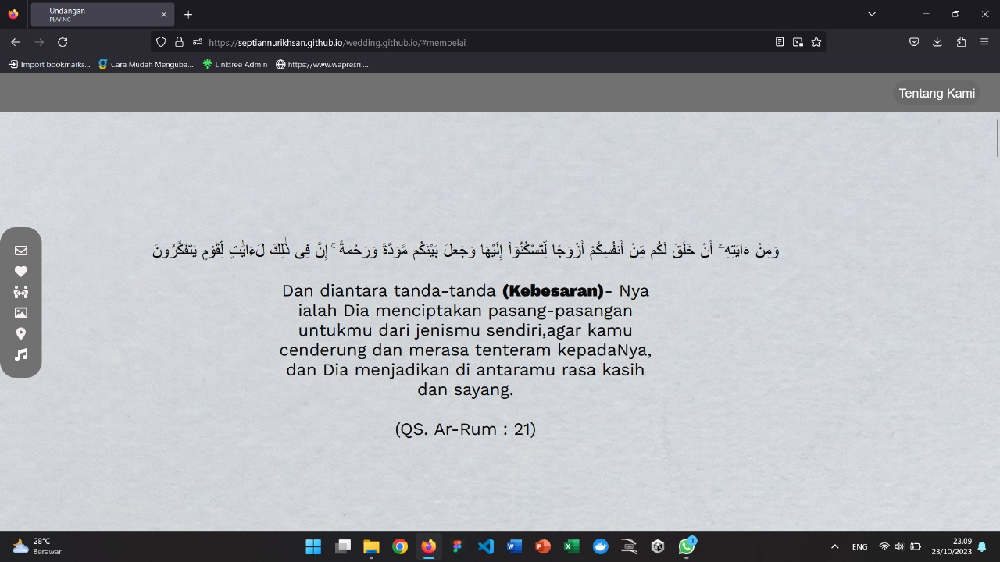 Undangan
PLAYING
https://septiannurikhsan.github.io/wedding.github.io/#mempelai
Import bookmarks...
Cara Mudah Menguba...
Linktree Admin
https://www.wapresri....
Tentang Kami
وَمِنْ ءَايَٰتِهِۦٓ أَنْ خَلَقَ لَكُم مِّنْ أَنفُسِكُمْ أَزْوَٰجًا لِّتَسْكُنُوٓا۟ إِلَيْهَا وَجَعَلَ بَيْنَكُم مَّوَدَّةً وَرَحْمَةً ۚ إِنَّ فِى ذَٰلِكَ لَءَايَٰتٍ لِّقَوْمٍ يَتَفَكَّرُونَ
Dan diantara tanda-tanda (Kebesaran)- Nya
ialah Dia menciptakan pasang-pasangan
untukmu dari jenismu sendiri,agar kamu
cenderung dan merasa tenteram kepadaNya,
dan Dia menjadikan di antaramu rasa kasih
dan sayang.
(QS. Ar-Rum : 21)
28°C
Berawan
1
ENG
23.09
23/10/2023